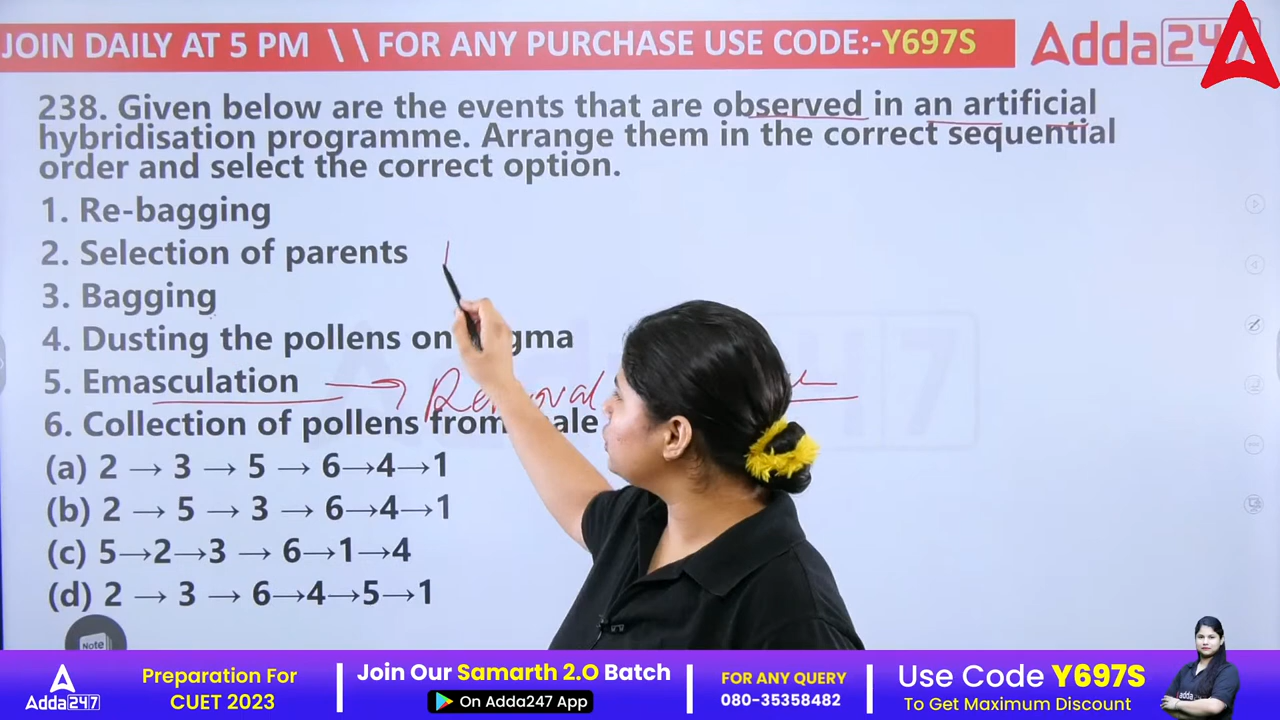 JOIN DAILY AT 5 PM \\ FOR ANY PURCHASE USE CODE:-Y697S
Adda247
238. Given below are the events that are observed in an artificial
hybridisation programme. Arrange them in the correct sequential
order and select the correct option.
1. Re-bagging
2. Selection of parents
3. Bagging
4. Dusting the pollens on
5. Emasculation → Removal
6. Collection of pollens from
(a) 2 → 3 → 5 → 6→4→1
(b) 2 → 5 → 3 → 6→4→1
(c) 5→2→3 → 6→1→4
(d) 2 → 3 → 6→4→5→1
Note
Adda247
Preparation For
CUET 2023
Join Our Samarth 2.O Batch
On Adda247 App
FOR ANY QUERY
080-35358482
Use Code Y697S
To Get Maximum Discount
adda247